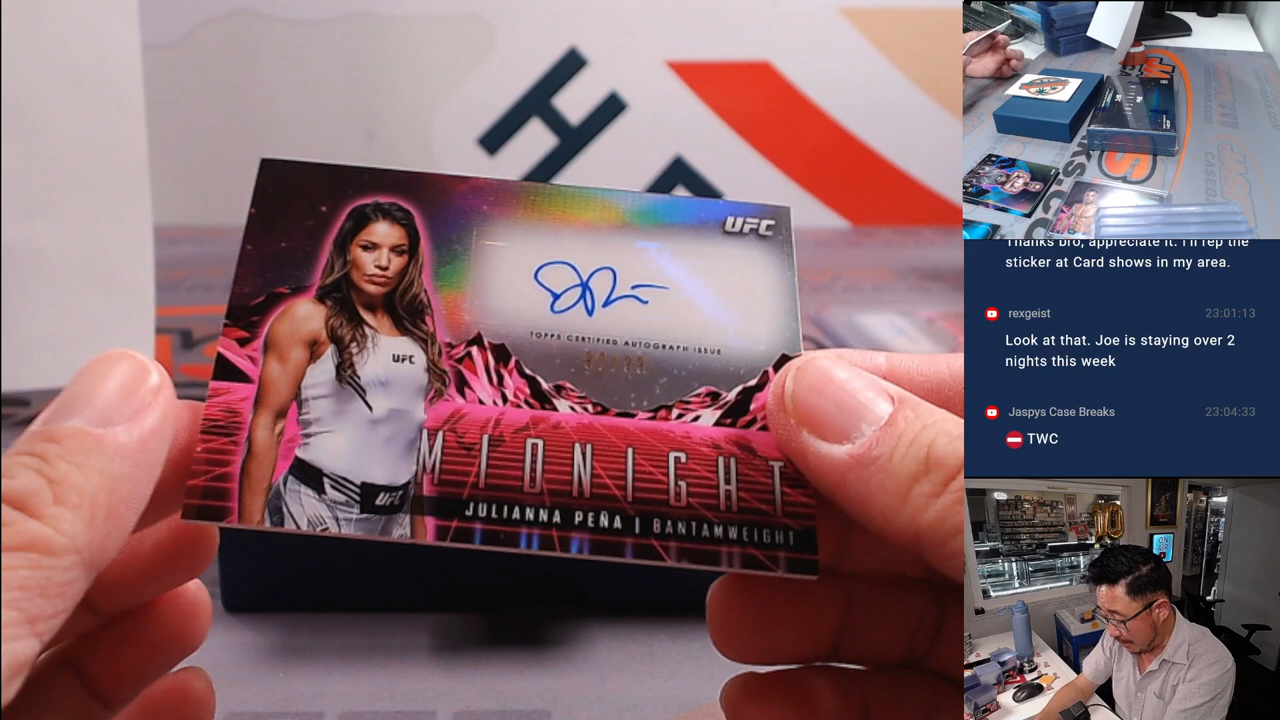 UFC
TOPPS CERTIFIED AUTOGRAPH ISSUE
UFC
MIDNIGHT
UFC
JULIANNA PEÑA | BANTAMWEIGHT
Thanks bro, appreciate it. I'll rep the
sticker at Card shows in my area.
rexgeist 23:01:13
Look at that. Joe is staying over 2
nights this week
Jaspys Case Breaks 23:04:33
TWC